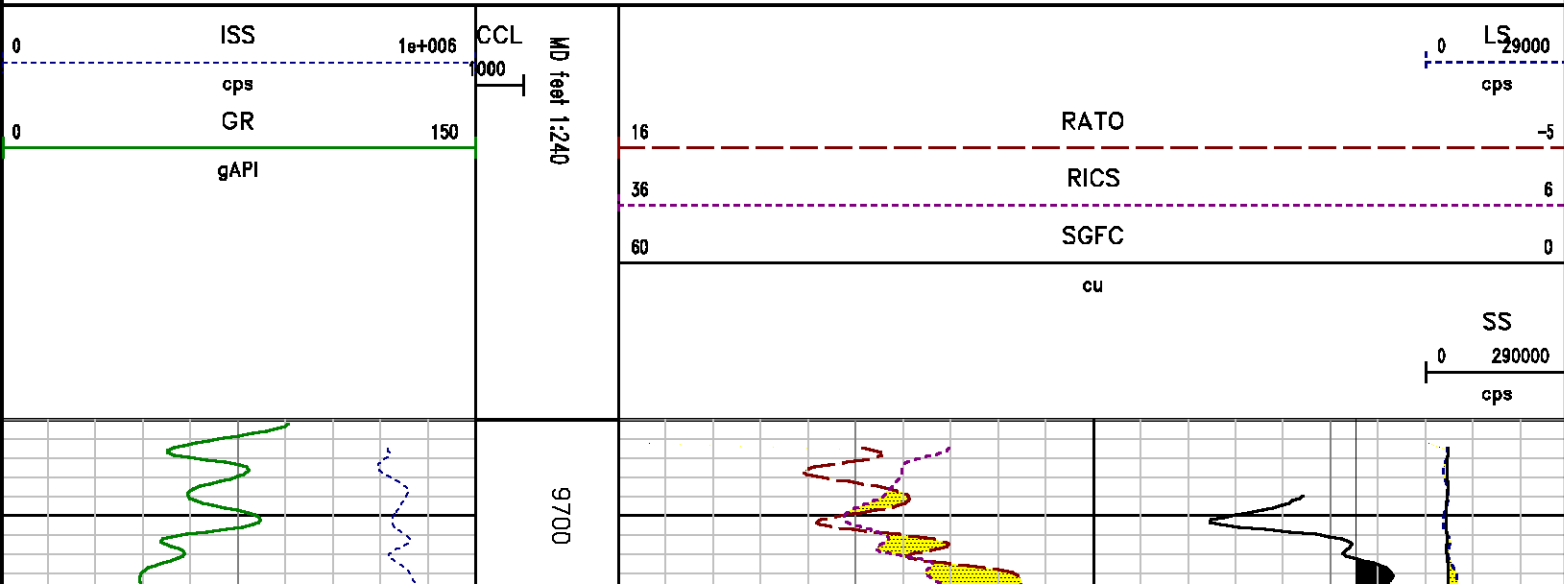 ISS
0 1e+006
cps
GR
0 150
gAPI
CCL
1000
MD feet 1:240
LS
0 29000
cps
RATO
16 -5
RICS
36 6
SGFC
60 0
cu
SS
0 290000
cps
9700